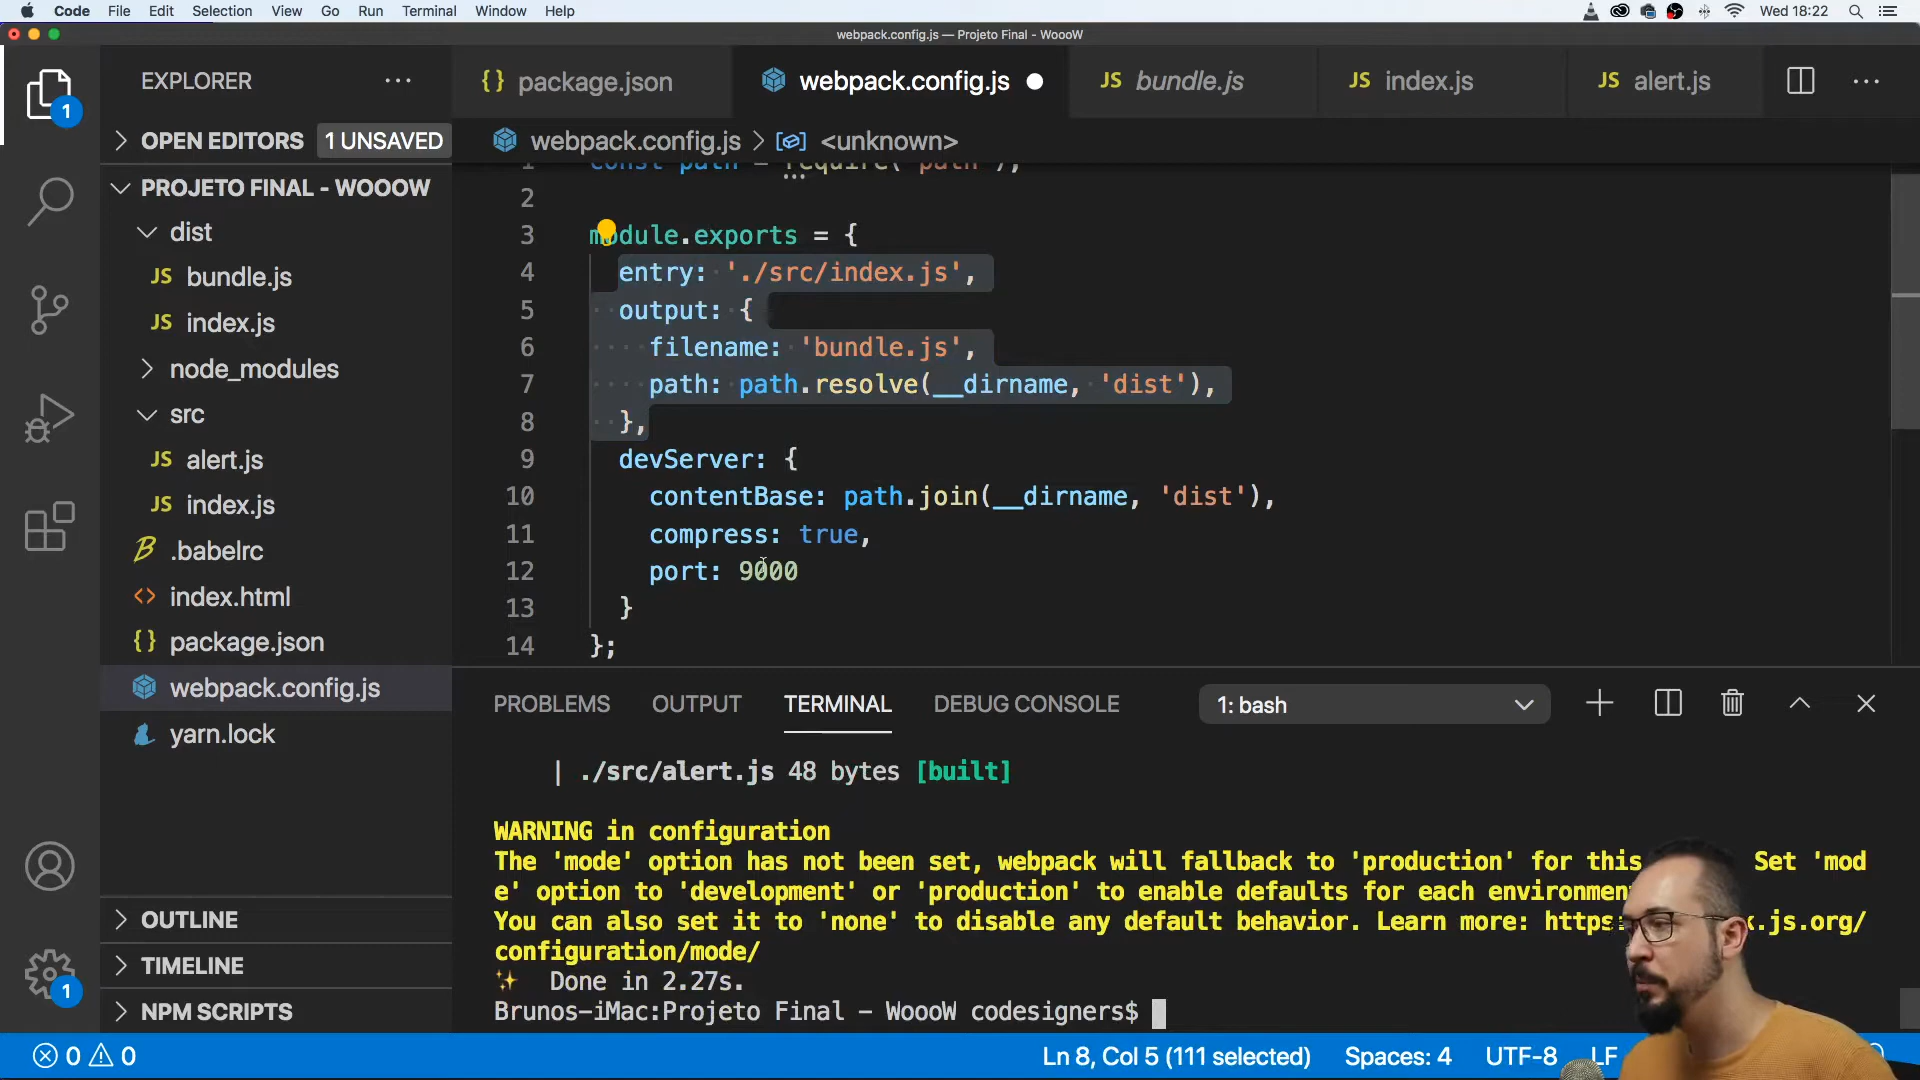 Code File Edit Selection View Go Run Terminal Window Help Wed 18:22
webpack.config.js — Projeto Final - WoooW
EXPLORER
1
OPEN EDITORS 1 UNSAVED
PROJETO FINAL - WOOOW
dist
JS bundle.js
JS index.js
node_modules
src
JS alert.js
JS index.js
.babelrc
<> index.html
{} package.json
webpack.config.js
yarn.lock
OUTLINE
TIMELINE
NPM SCRIPTS
1
{} package.json webpack.config.js JS bundle.js JS index.js JS alert.js
webpack.config.js > <unknown>
1 const path = require('path');
2
3 module.exports = {
4 entry: './src/index.js',
5 output: {
6 filename: 'bundle.js',
7 path: path.resolve(__dirname, 'dist'),
8 },
9 devServer: {
10 contentBase: path.join(__dirname, 'dist'),
11 compress: true,
12 port: 9000
13 }
14 };
PROBLEMS OUTPUT TERMINAL DEBUG CONSOLE 1: bash
| ./src/alert.js 48 bytes [built]
WARNING in configuration
The 'mode' option has not been set, webpack will fallback to 'production' for this Set 'mod
e' option to 'development' or 'production' to enable defaults for each environmen
You can also set it to 'none' to disable any default behavior. Learn more: https k.js.org/
configuration/mode/
✨ Done in 2.27s.
Brunos-iMac:Projeto Final - WoooW codesigners$
0 0 Ln 8, Col 5 (111 selected) Spaces: 4 UTF-8 LF